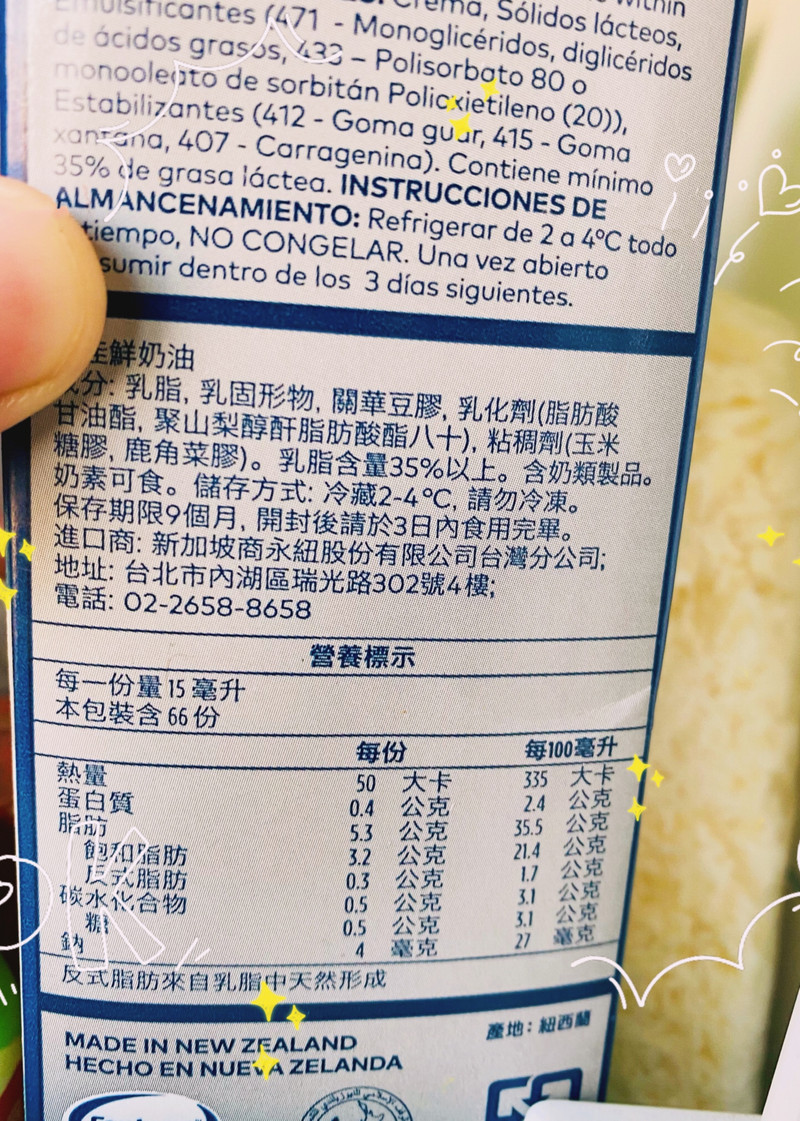 Crema, Sólidos lácteos,
Emulsificantes (471 - Monoglicéridos, diglicéridos
de ácidos grasos, 433 – Polisorbato 80 o
monooleato de sorbitán Polioxietileno (20)),
Estabilizantes (412 - Goma guar, 415 - Goma
xantana, 407 - Carragenina). Contiene mínimo
35% de grasa láctea. INSTRUCCIONES DE
ALMANCENAMIENTO: Refrigerar de 2 a 4°C todo
tiempo, NO CONGELAR. Una vez abierto
sumir dentro de los 3 días siguientes.
佳鮮奶油
成分: 乳脂, 乳固形物, 關華豆膠, 乳化劑(脂肪酸
甘油酯, 聚山梨醇酐脂肪酸酯八十), 粘稠劑(玉米
糖膠, 鹿角菜膠)。乳脂含量35%以上。含奶類製品。
奶素可食。儲存方式: 冷藏2-4°C, 請勿冷凍。
保存期限9個月, 開封後請於3日內食用完畢。
進口商: 新加坡商永紐股份有限公司台灣分公司;
地址: 台北市內湖區瑞光路302號4樓;
電話: 02-2658-8658
營養標示
每一份量 15 毫升
本包裝含 66 份
每份 每100毫升
熱量 50 大卡 335 大卡
蛋白質 0.4 公克 2.4 公克
脂肪 5.3 公克 35.5 公克
飽和脂肪 3.2 公克 21.4 公克
反式脂肪 0.3 公克 1.7 公克
碳水化合物 0.5 公克 3.1 公克
糖 0.5 公克 3.1 公克
鈉 4 毫克 27 毫克
反式脂肪來自乳脂中天然形成
MADE IN NEW ZEALAND
HECHO EN NUEVA ZELANDA
產地: 紐西蘭